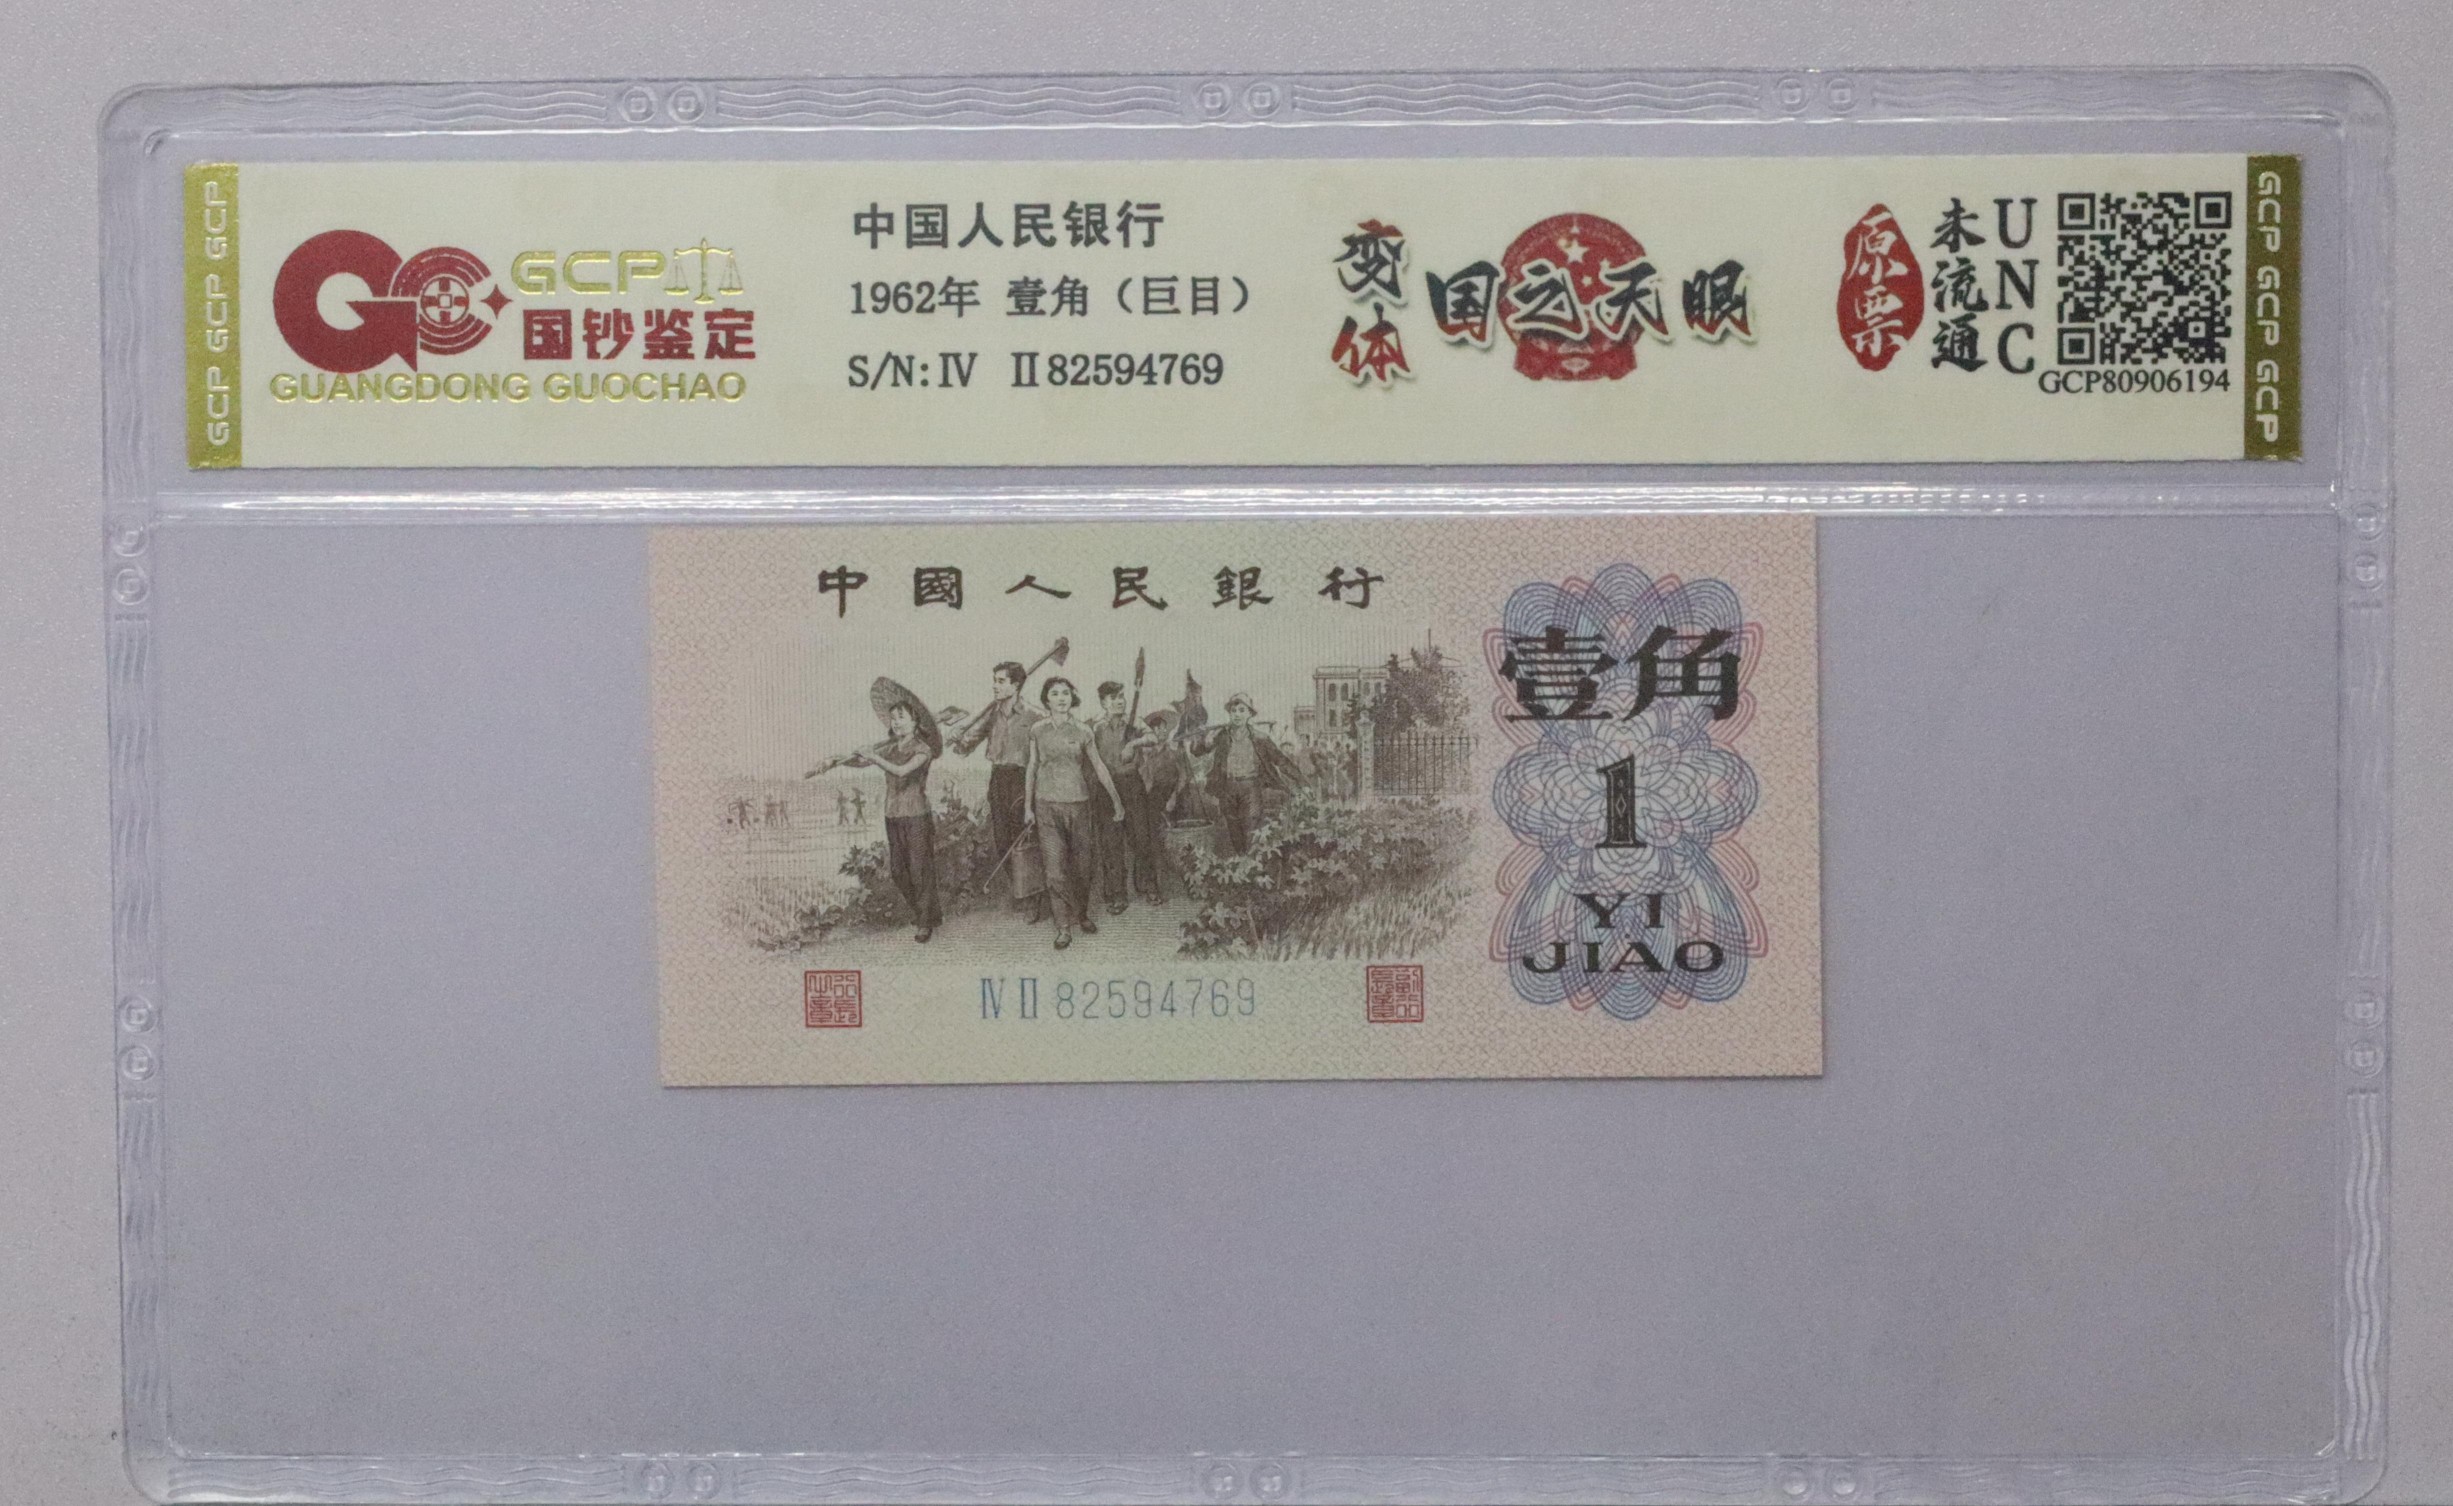 GCP GCP GCP
GCP
国钞鉴定
GUANGDONG GUOCHAO
中国人民银行
1962年 壹角（巨目）
S/N:Ⅳ Ⅱ82594769
变体
国之天眼
原票
未流通
UNC
GCP80906194
GCP GCP GCP
中國人民銀行
壹角
1
YI
JIAO
ⅣⅡ82594769